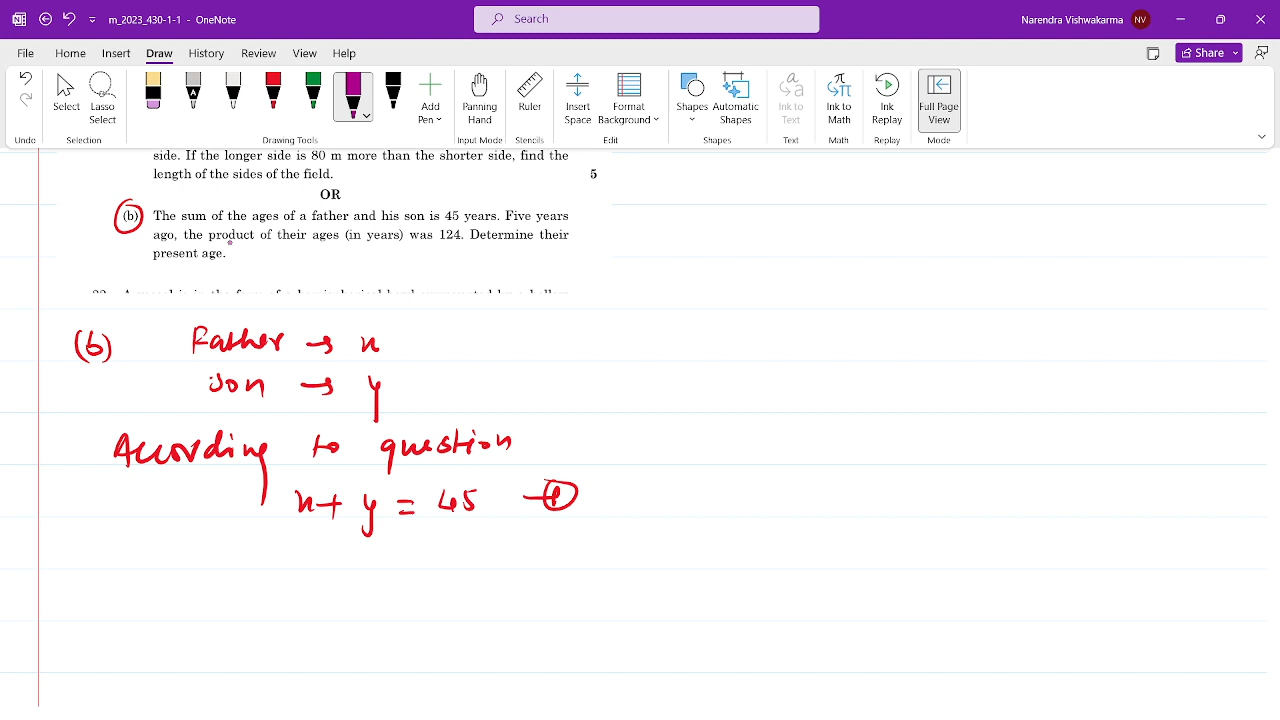 m_2023_430-1-1 - OneNote
Search
Narendra Vishwakarma NV
File Home Insert Draw History Review View Help
Share
Select
Lasso Select
Add Pen
Panning Hand
Ruler
Insert Space
Format Background
Shapes
Automatic Shapes
Ink to Text
Ink to Math
Ink Replay
Full Page View
Undo Selection Drawing Tools Input Mode Stencils Edit Shapes Text Math Replay Mode
side. If the longer side is 80 m more than the shorter side, find the
length of the sides of the field. 5
OR
(b) The sum of the ages of a father and his son is 45 years. Five years
ago, the product of their ages (in years) was 124. Determine their
present age.
(b) Father → x
Son → y
According to question
x + y = 45 —①